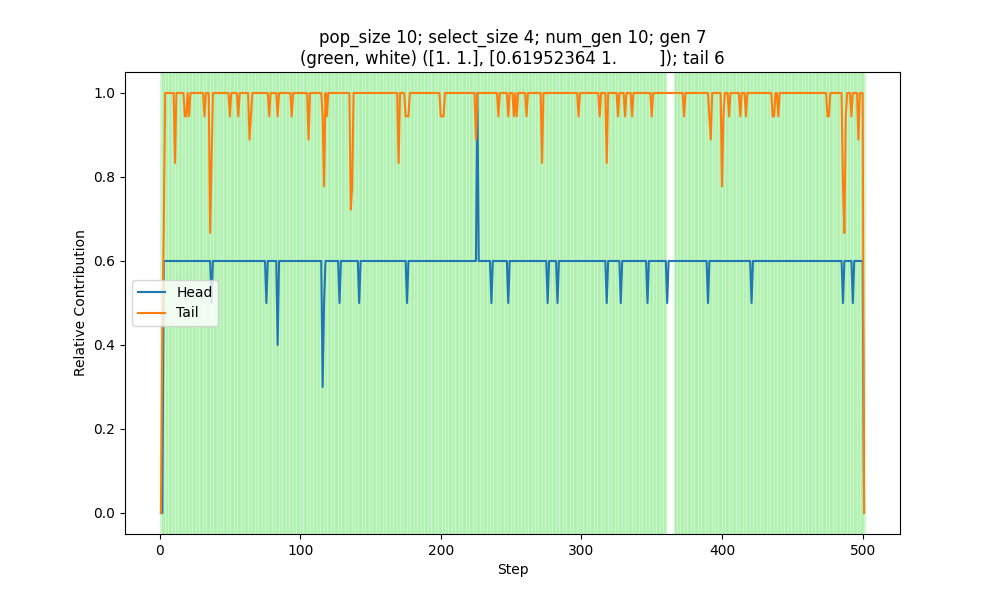 pop_size 10; select_size 4; num_gen 10; gen 7
(green, white) ([1. 1.], [0.61952364 1.         ]); tail 6
Relative Contribution
1.0
0.8
0.6
0.4
0.2
0.0
Head
Tail
0
100
200
300
400
500
Step